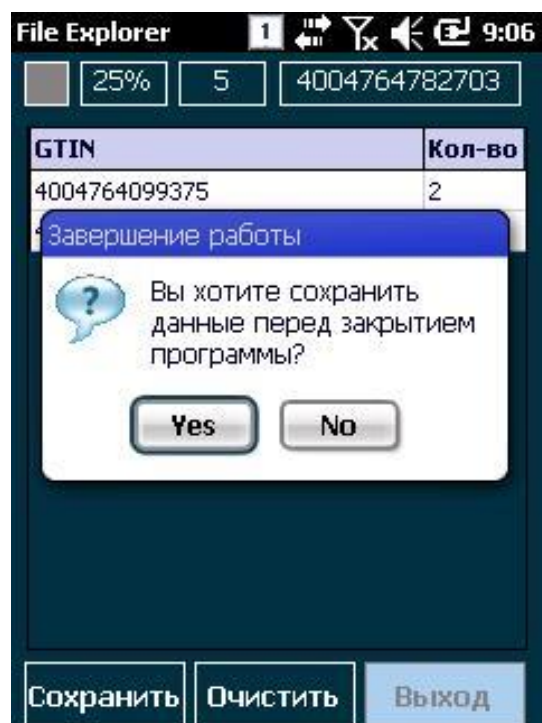 File Explorer 1 9:06
25% 5 4004764782703
GTIN Кол-во
4004764099375 2
Завершение работы
Вы хотите сохранить
данные перед закрытием
программы?
Yes No
Сохранить Очистить Выход